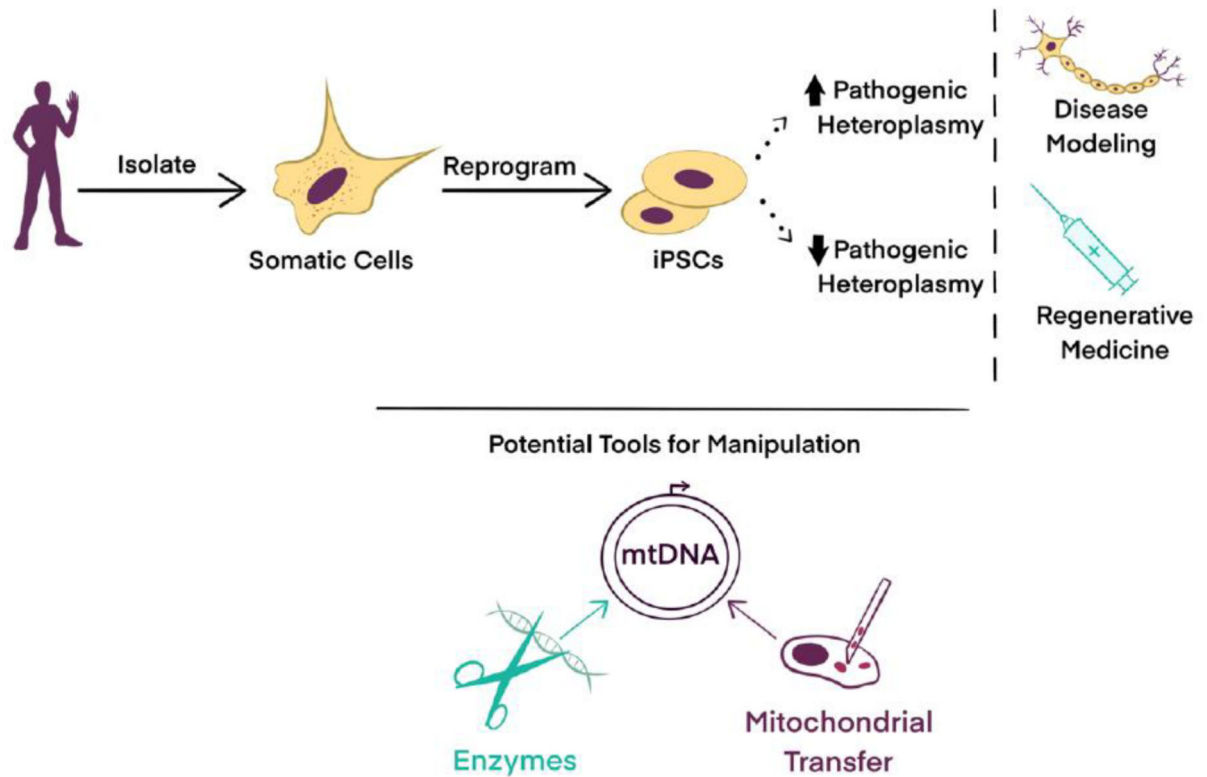 Isolate
Somatic Cells
Reprogram
iPSCs
Pathogenic
Heteroplasmy
Pathogenic
Heteroplasmy
Disease
Modeling
Regenerative
Medicine
Potential Tools for Manipulation
mtDNA
Enzymes
Mitochondrial
Transfer